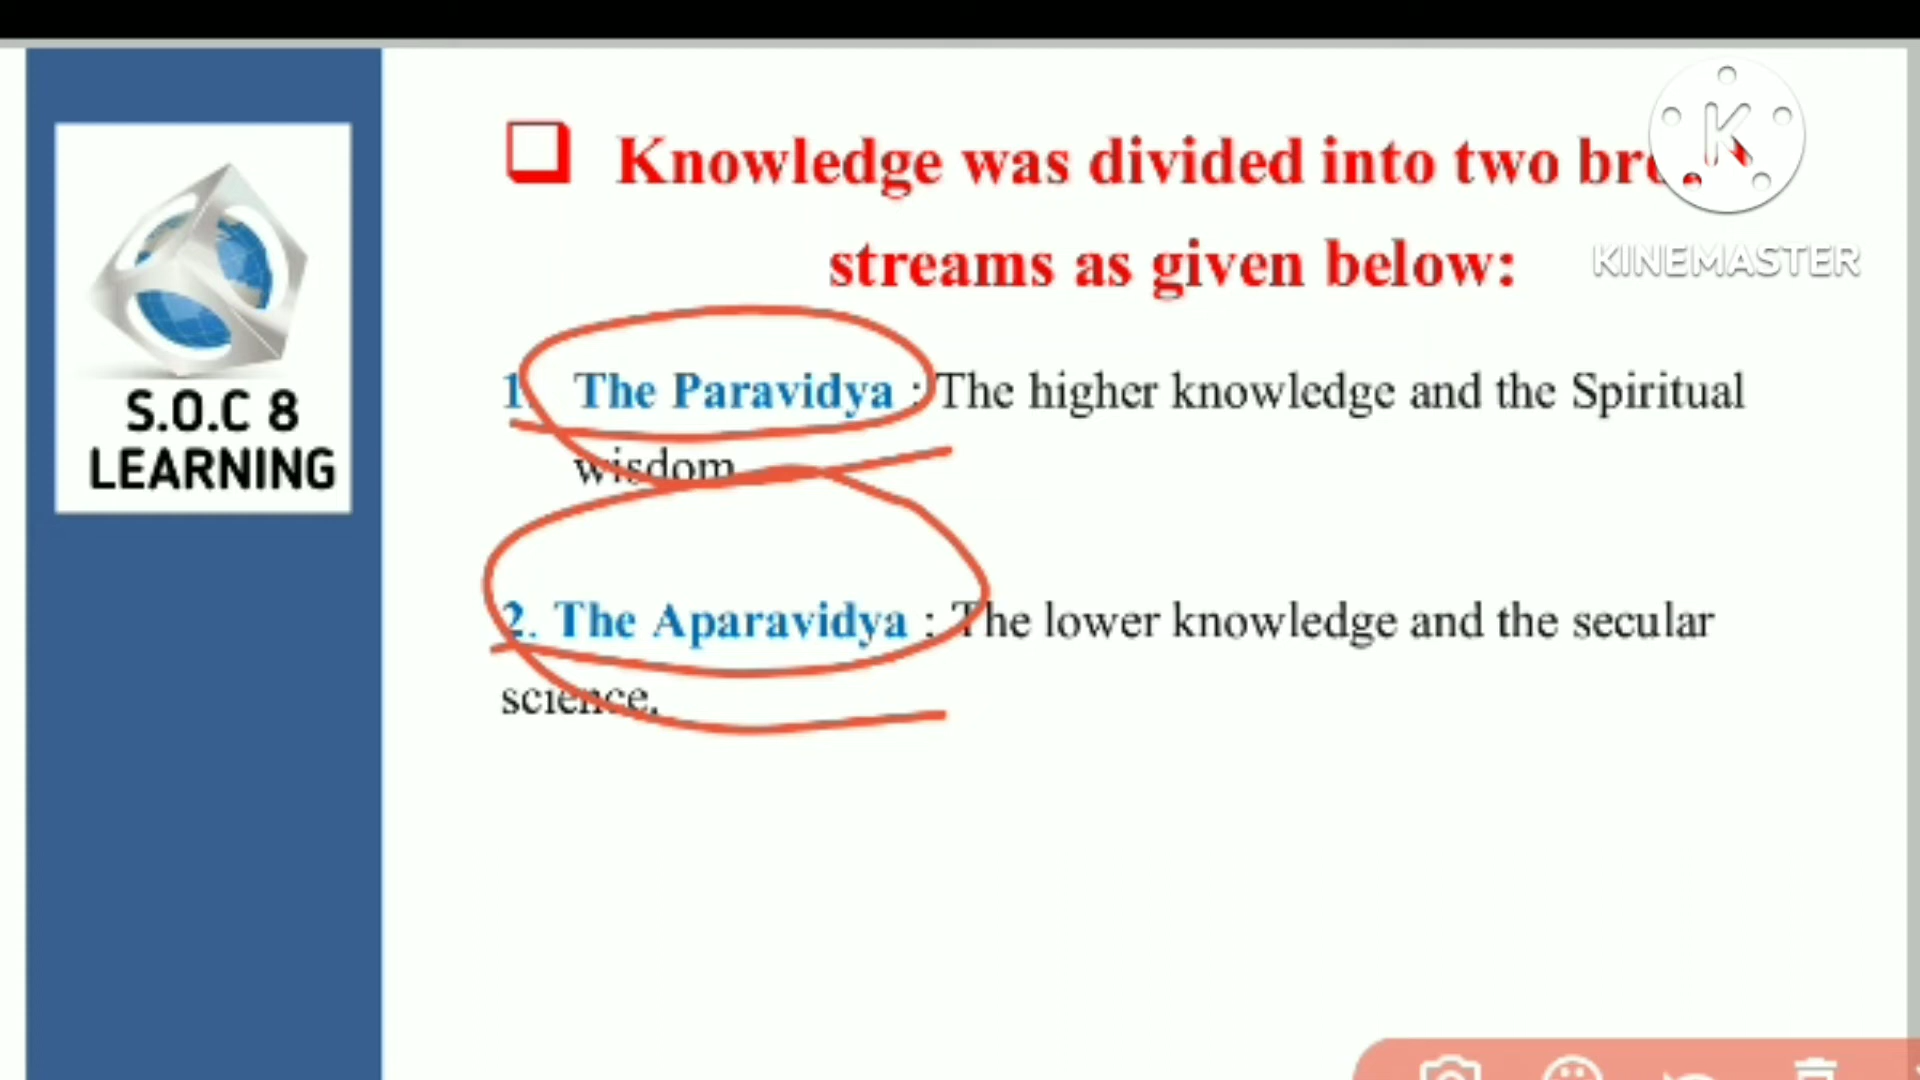 Knowledge was divided into two
streams as given below:
1. The Paravidya : The higher knowledge and the Spiritual
wisdom
2. The Aparavidya : The lower knowledge and the secular
science.
S.O.C 8
LEARNING
K
KINEMASTER